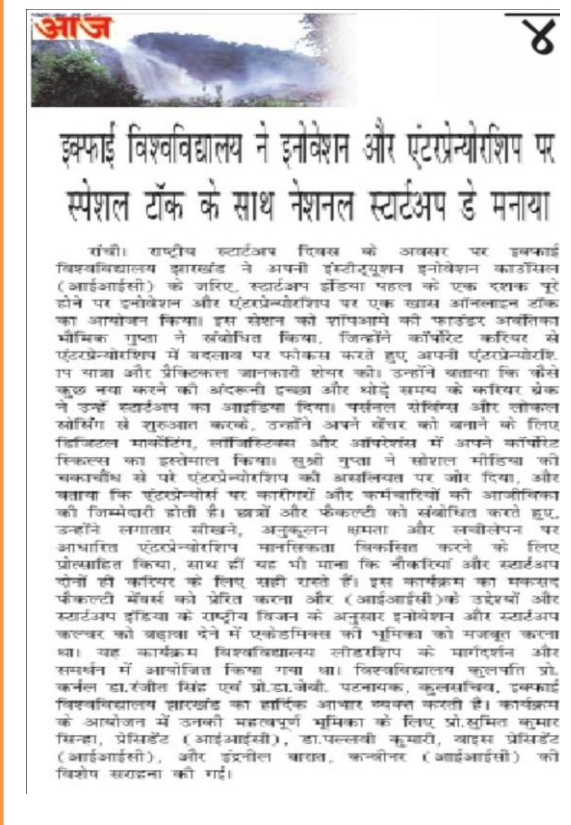 आज
४
इक्फाई विश्वविद्यालय ने इनोवेशन और एंटरप्रेन्योरशिप पर
स्पेशल टॉक के साथ नेशनल स्टार्टअप डे मनाया
रांची। राष्ट्रीय स्टार्टअप दिवस के अवसर पर इक्फाई
विश्वविद्यालय झारखंड ने अपनी इंस्टीट्यूशन इनोवेशन काउंसिल
(आईआईसी) के जरिए, स्टार्टअप इंडिया पहल के एक दशक पूरे
होने पर इनोवेशन और एंटरप्रेन्योरशिप पर एक खास ऑनलाइन टॉक
का आयोजन किया। इस सेशन को शॉपआमे की फाउंडर अवंतिका
भौमिक गुप्ता ने संबोधित किया, जिन्होंने कॉर्पोरेट करियर से
एंटरप्रेन्योरशिप में बदलाव पर फोकस करते हुए अपनी एंटरप्रेन्योरशि.
ाप यात्रा और प्रैक्टिकल जानकारी शेयर की। उन्होंने बताया कि कैसे
कुछ नया करने की अंदरूनी इच्छा और थोड़े समय के करियर ब्रेक
ने उन्हें स्टार्टअप का आइडिया दिया। पर्सनल सेविंग्स और लोकल
सोर्सिंग से शुरुआत करके, उन्होंने अपने वेंचर को बनाने के लिए
डिजिटल मार्केटिंग, लॉजिस्टिक्स और ऑपरेशंस में अपने कॉर्पोरेट
स्किल्स का इस्तेमाल किया। सुश्री गुप्ता ने सोशल मीडिया की
चकाचौंध से परे एंटरप्रेन्योरशिप की असलियत पर जोर दिया, और
बताया कि एंटरप्रेन्योर्स पर कारीगरों और कर्मचारियों की आजीविका
की जिम्मेदारी होती है। छात्रों और फैकल्टी को संबोधित करते हुए,
उन्होंने लगातार सीखने, अनुकूलन क्षमता और लचीलेपन पर
आधारित एंटरप्रेन्योरशिप मानसिकता विकसित करने के लिए
प्रोत्साहित किया, साथ ही यह भी माना कि नौकरियां और स्टार्टअप
दोनों ही करियर के लिए सही रास्ते हैं। इस कार्यक्रम का मकसद
फैकल्टी मेंबर्स को प्रेरित करना और (आईआईसी)के उद्देश्यों और
स्टार्टअप इंडिया के राष्ट्रीय विजन के अनुसार इनोवेशन और स्टार्टअप
कल्चर को बढ़ावा देने में एकेडमिक्स की भूमिका को मजबूत करना
था। यह कार्यक्रम विश्वविद्यालय लीडरशिप के मार्गदर्शन और
समर्थन में आयोजित किया गया था। विश्वविद्यालय कुलपति प्रो.
कर्नल डा.रंजीत सिंह एवं प्रो.डा.जेबी. पटनायक, कुलसचिव, इक्फाई
विश्वविद्यालय झारखंड का हार्दिक आभार व्यक्त करती है। कार्यक्रम
के आयोजन में उनकी महत्वपूर्ण भूमिका के लिए प्रो.सुमित कुमार
सिन्हा, प्रेसिडेंट (आईआईसी), डा.पल्लवी कुमारी, वाइस प्रेसिडेंट
(आईआईसी), और इंद्रनील बारात, कन्वीनर (आईआईसी) की
विशेष सराहना की गई।